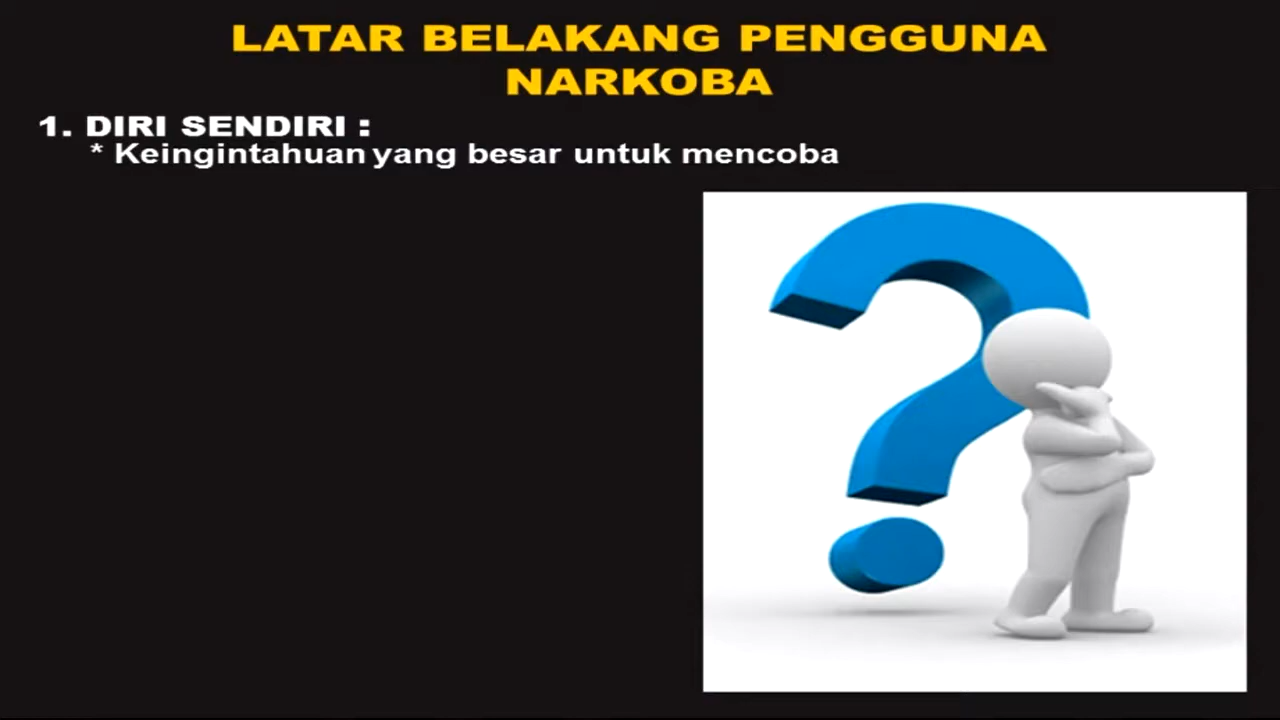 LATAR BELAKANG PENGGUNA
NARKOBA
1. DIRI SENDIRI :
* Keingintahuan yang besar untuk mencoba